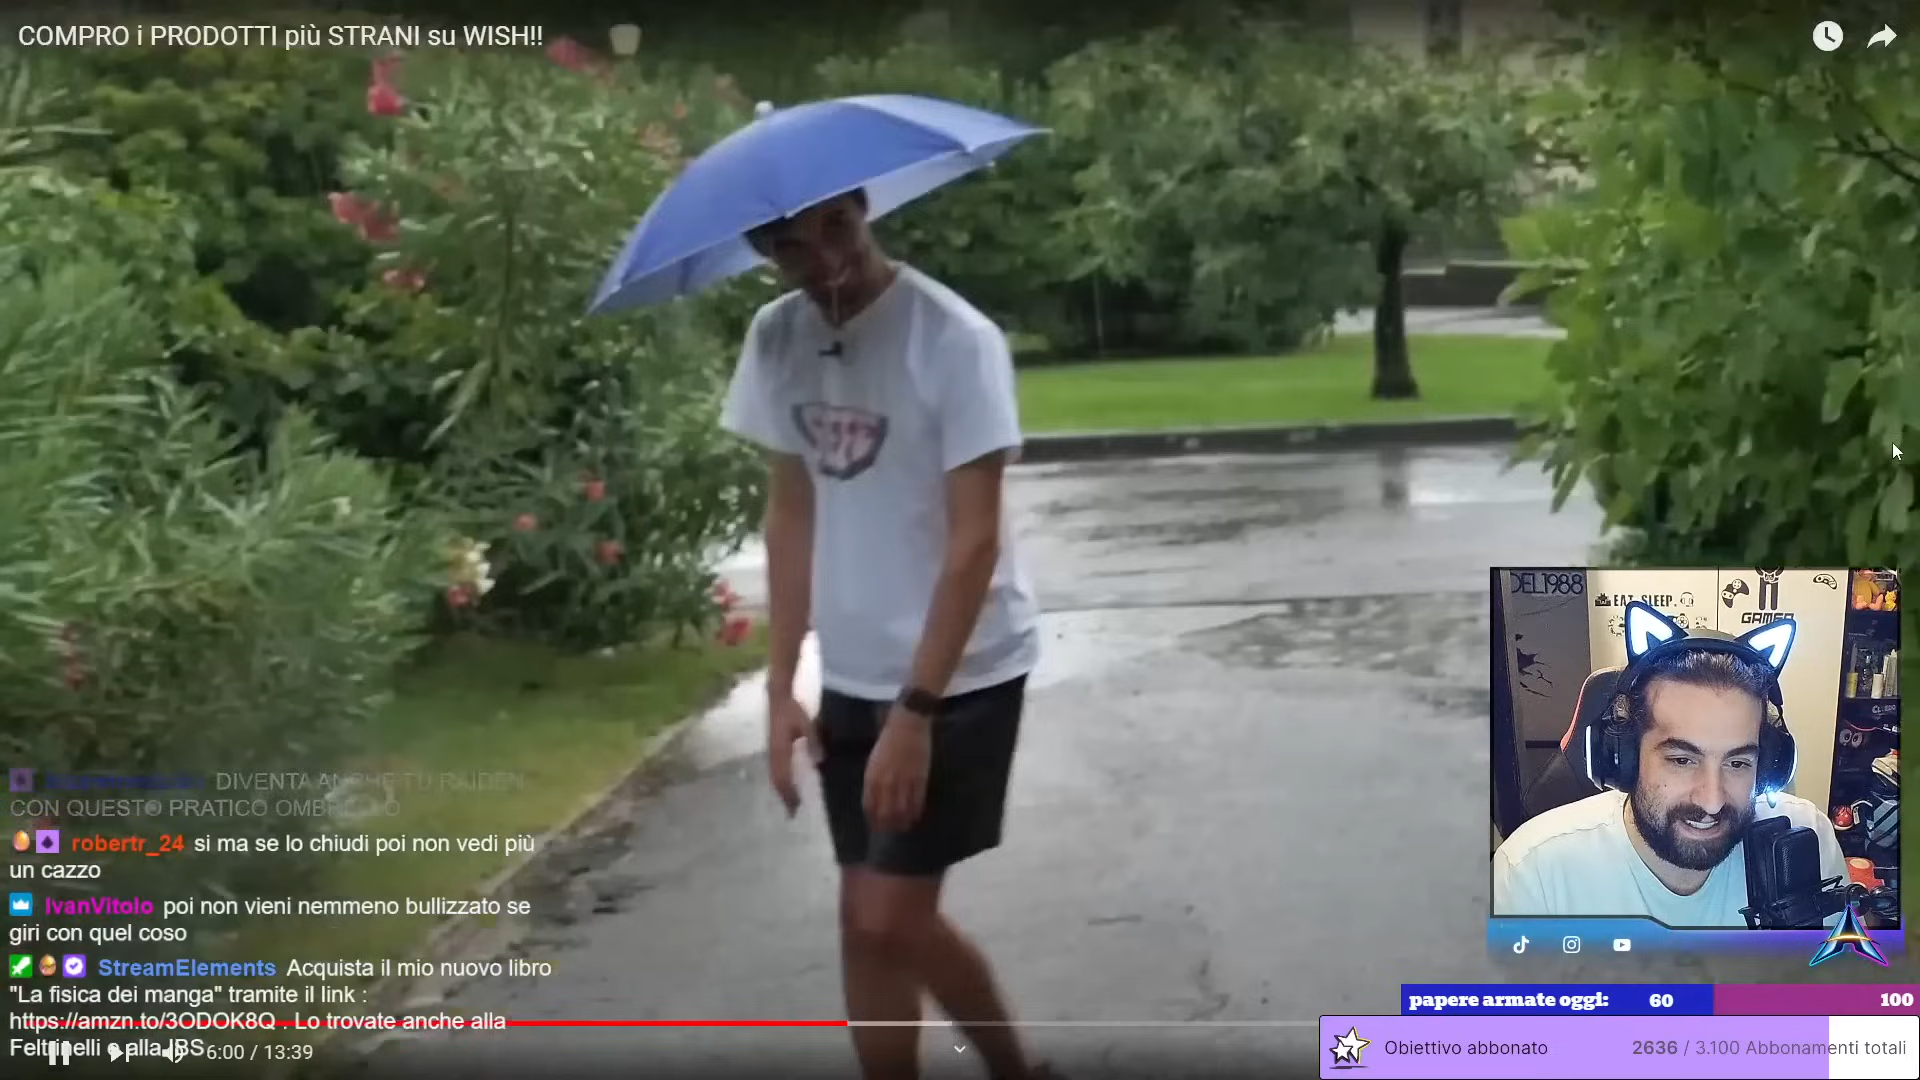 COMPRO i PRODOTTI più STRANI su WISH!!
DEL1988
EAT SLEEP.
GAMER
DIVENTA ANCHE TU RAIDEN
CON QUESTO PRATICO OMBRELLO
robertr_24 si ma se lo chiudi poi non vedi più
un cazzo
IvanVitolo poi non vieni nemmeno bullizzato se
giri con quel coso
StreamElements Acquista il mio nuovo libro
"La fisica dei manga" tramite il link :
https://amzn.to/3ODOK8Q Lo trovate anche alla
Feltrinelli e alla IBS
6:00 / 13:39
papere armate oggi: 60 100
Obiettivo abbonato 2636 / 3.100 Abbonamenti totali